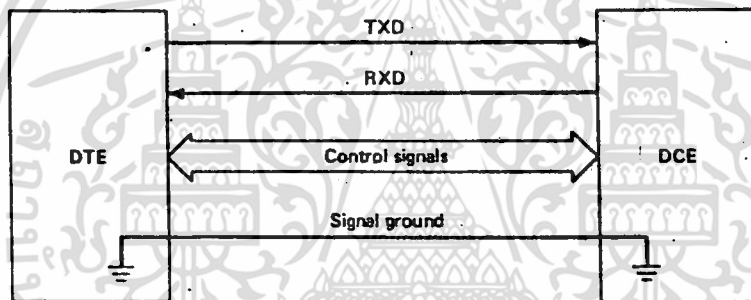 TXD
RXD
DTE
Control signals
DCE
Signal ground